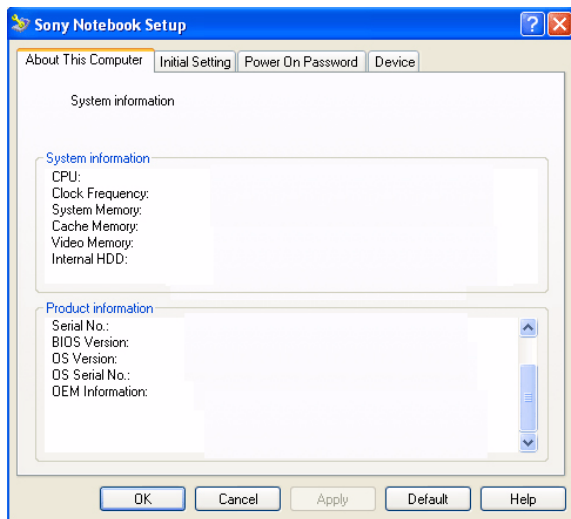 Sony Notebook Setup
About This Computer Initial Setting Power On Password Device
System information
System information
CPU:
Clock Frequency:
System Memory:
Cache Memory:
Video Memory:
Internal HDD:
Product information
Serial No.:
BIOS Version:
OS Version:
OS Serial No.:
OEM Information:
OK Cancel Apply Default Help